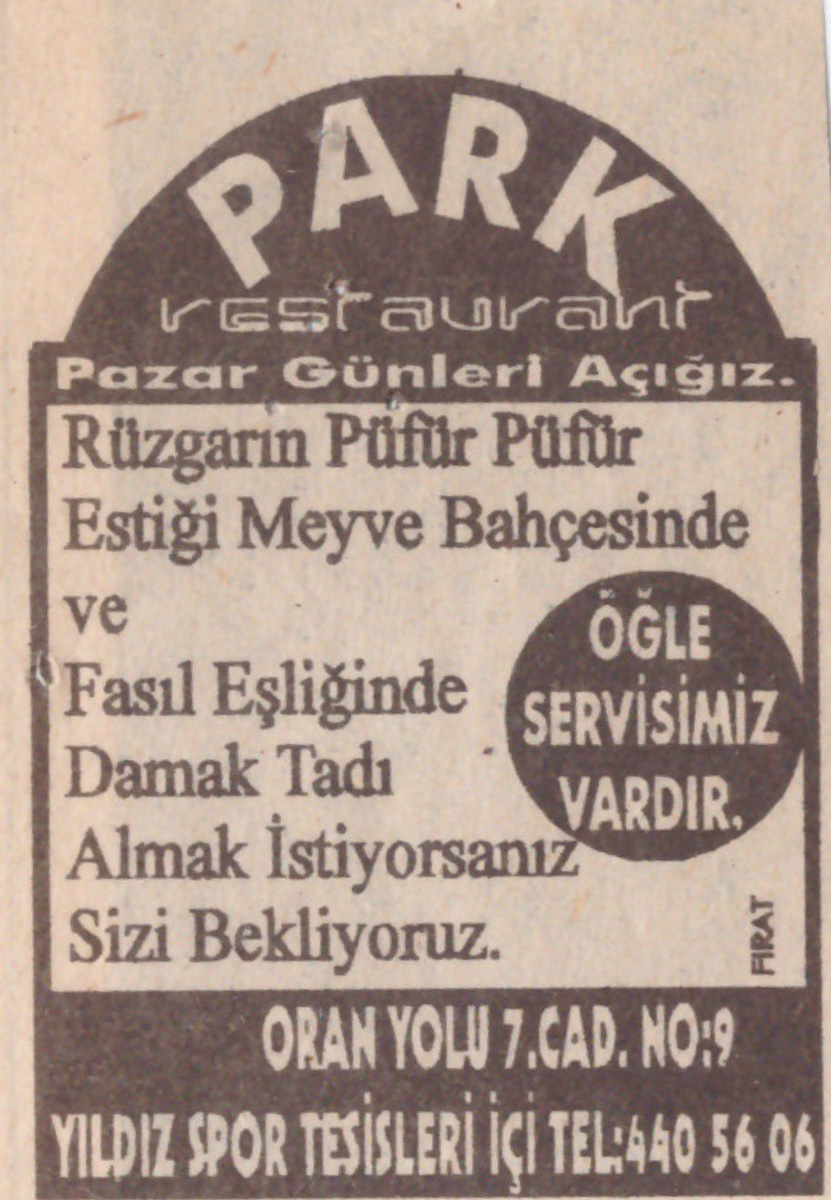 PARK
restaurant
Pazar Günleri Açığız.
Rüzgarın Püfür Püfür
Estiği Meyve Bahçesinde
ve
Fasıl Eşliğinde
Damak Tadı
Almak İstiyorsanız
Sizi Bekliyoruz.
ÖĞLE
SERVİSİMİZ
VARDIR.
FIRAT
ORAN YOLU 7.CAD. NO:9
YILDIZ SPOR TESİSLERİ İÇİ TEL:440 56 06